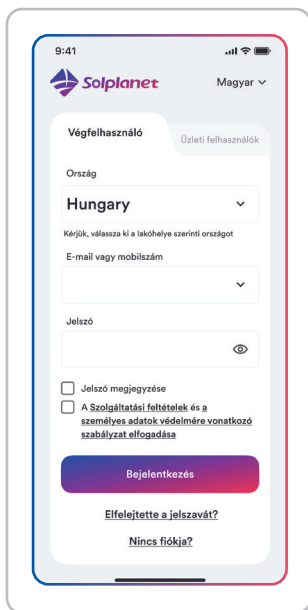 9:41
Solplanet
Magyar
Végfelhasználó
Üzleti felhasználók
Ország
Hungary
Kérjük, válassza ki a lakóhelye szerinti országot
E-mail vagy mobilszám
Jelszó
Jelszó megjegyzése
A Szolgáltatási feltételek és a
személyes adatok védelmére vonatkozó
szabályzat elfogadása
Bejelentkezés
Elfelejtette a jelszavát?
Nincs fiókja?